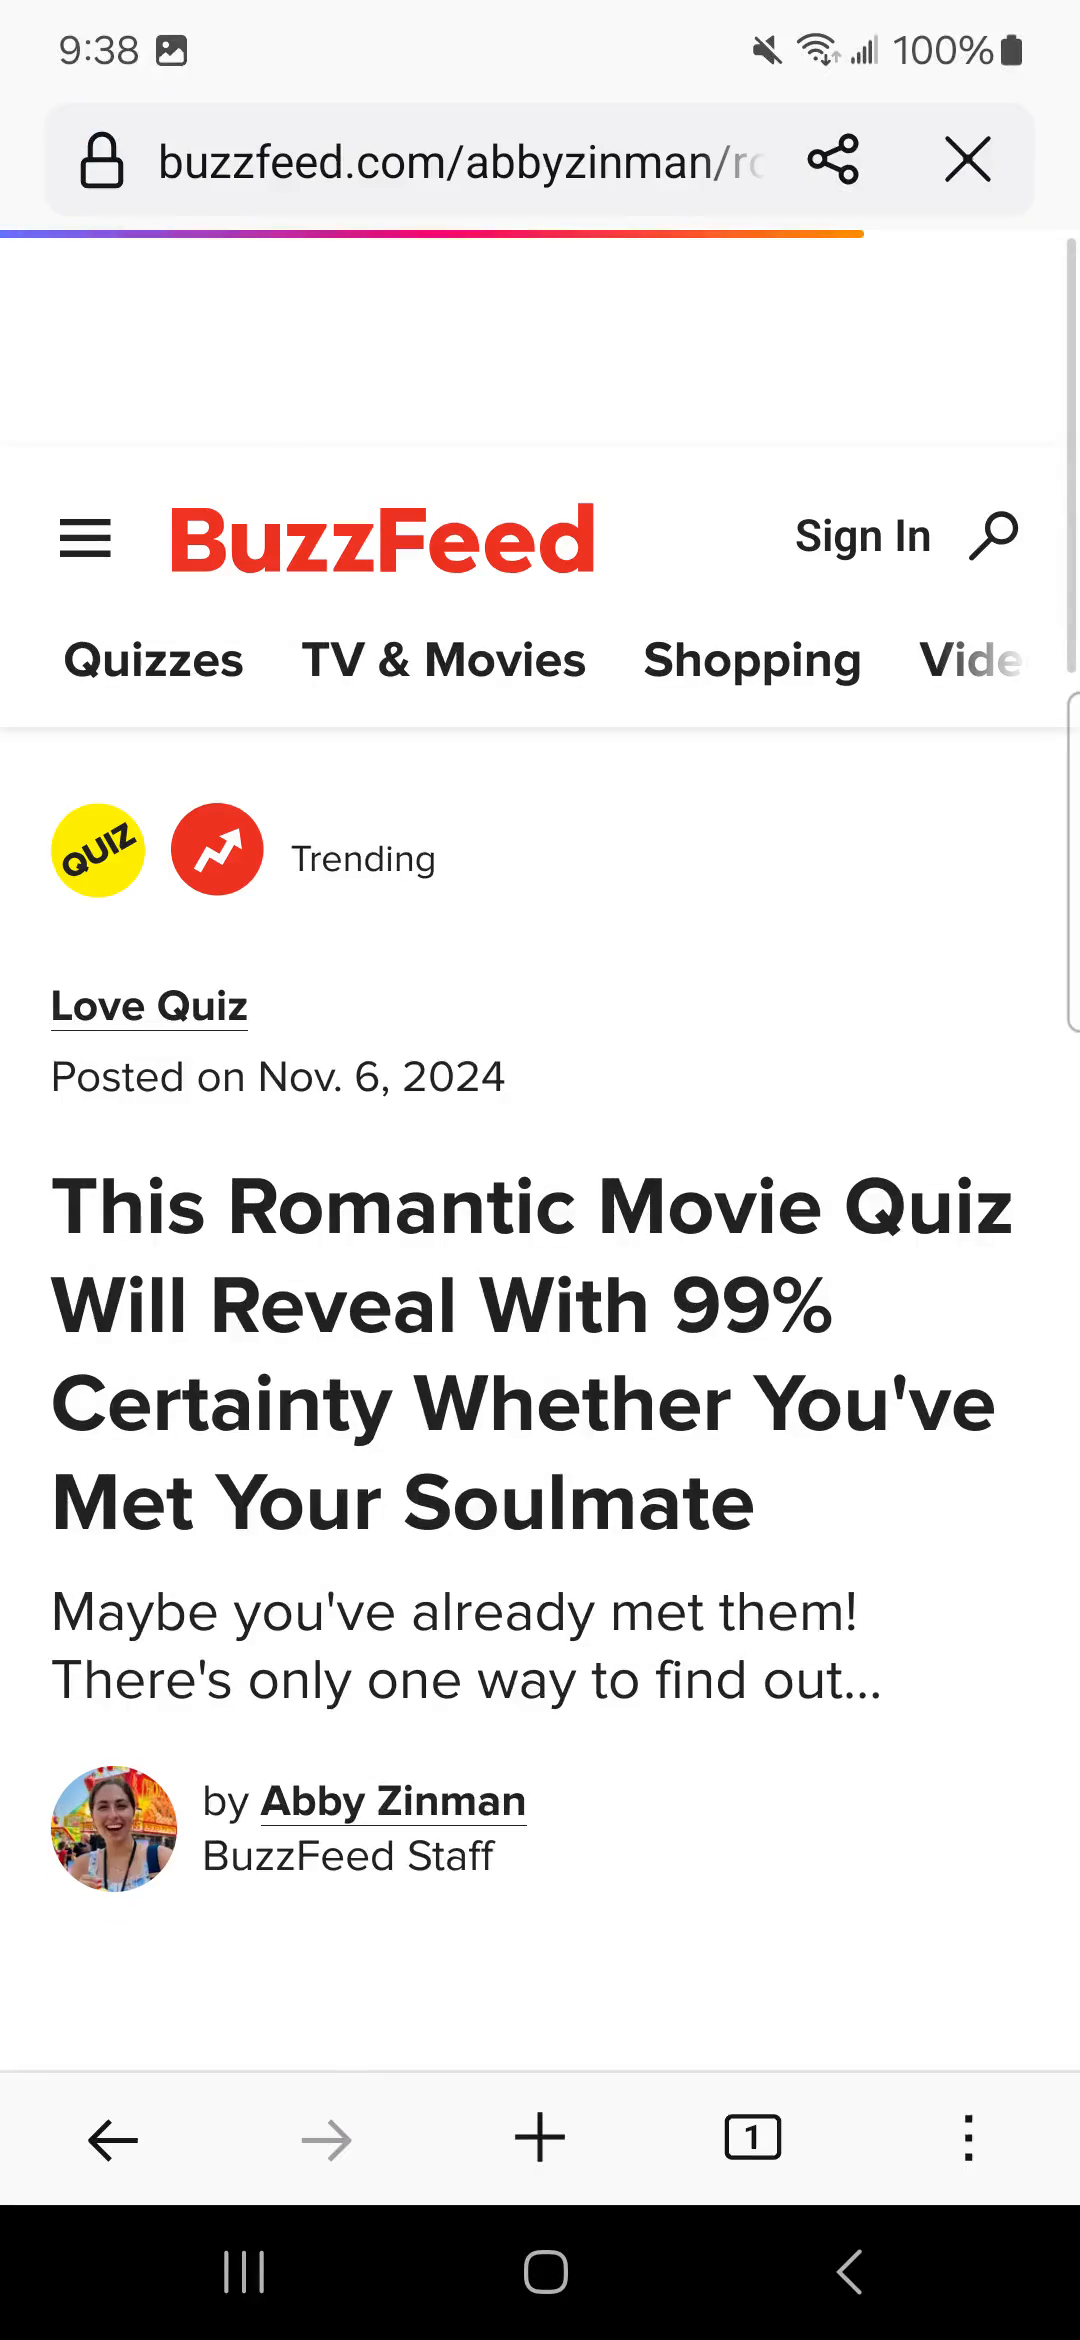 9:38 100%
buzzfeed.com/abbyzinman/ro
BuzzFeed Sign In
Quizzes TV & Movies Shopping Vide
QUIZ Trending
Love Quiz
Posted on Nov. 6, 2024
This Romantic Movie Quiz
Will Reveal With 99%
Certainty Whether You've
Met Your Soulmate
Maybe you've already met them!
There's only one way to find out...
by Abby Zinman
BuzzFeed Staff
1